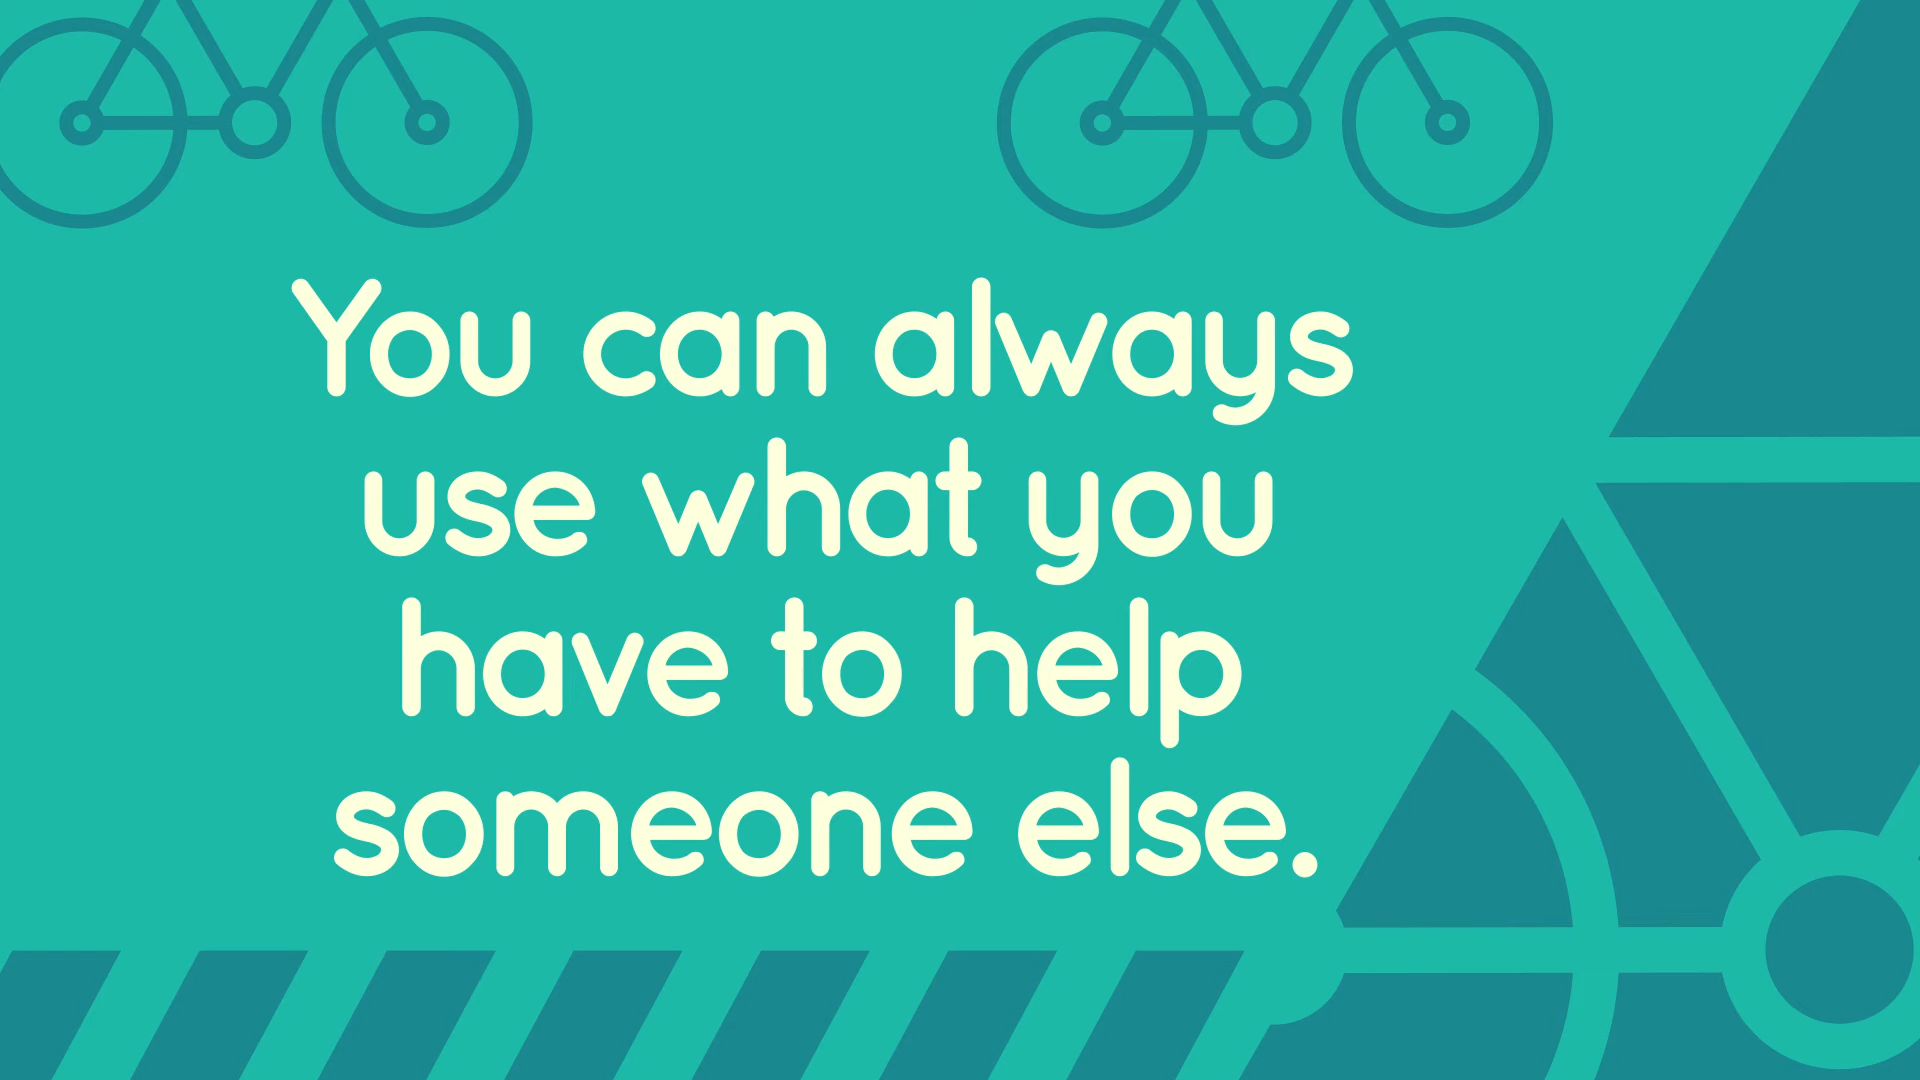 You can always
use what you
have to help
someone else.